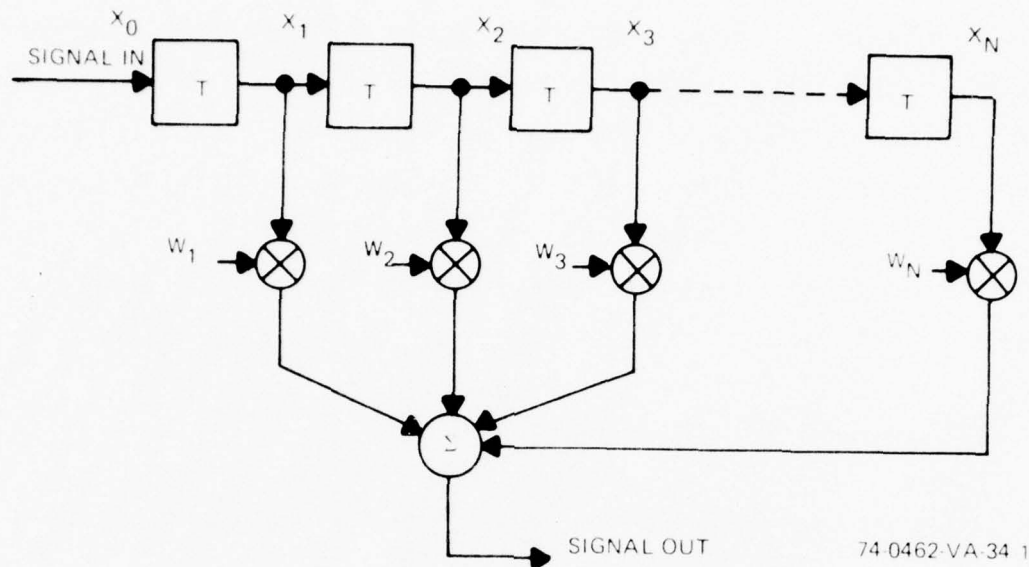 X0 X1 X2 X3 XN
SIGNAL IN
T T T T
W1 W2 W3 WN
Σ
SIGNAL OUT
74-0462-VA-34 1